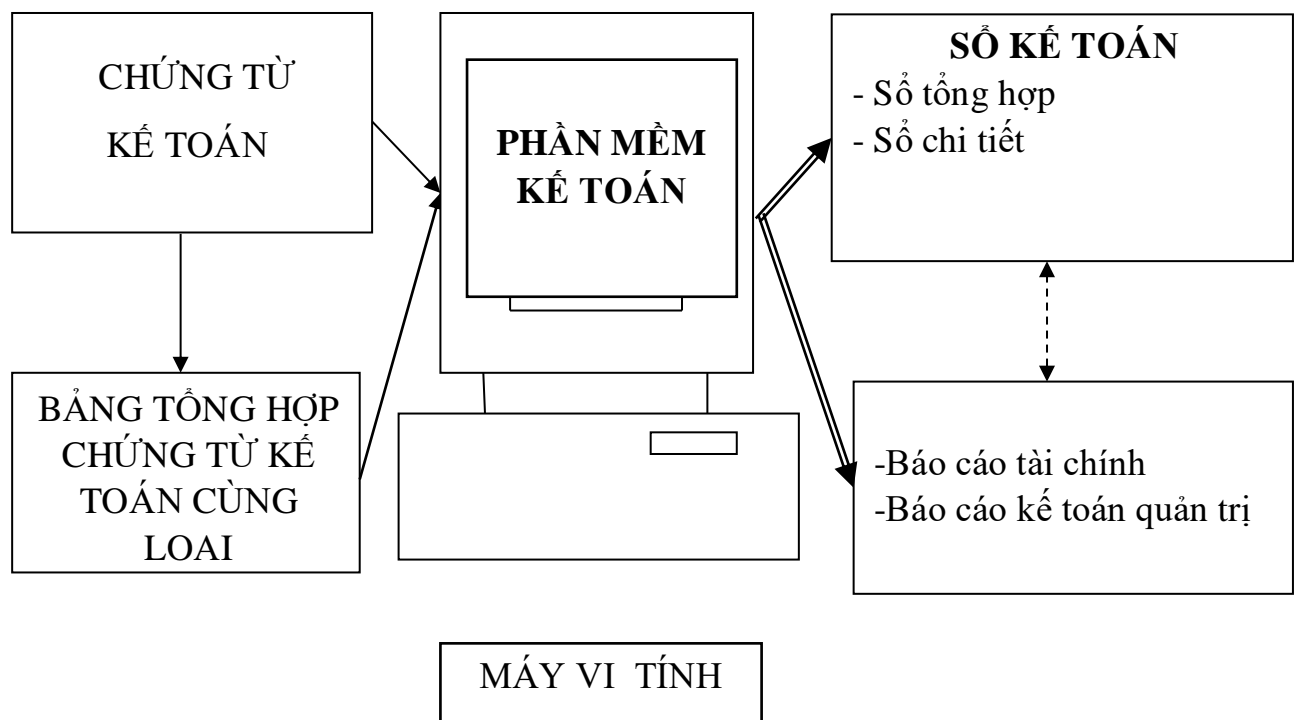 CHỨNG TỪ
KẾ TOÁN
PHẦN MỀM
KẾ TOÁN
SỔ KẾ TOÁN
- Sổ tổng hợp
- Sổ chi tiết
BẢNG TỔNG HỢP
CHỨNG TỪ KẾ
TOÁN CÙNG
LOẠI
-Báo cáo tài chính
-Báo cáo kế toán quản trị
MÁY VI TÍNH